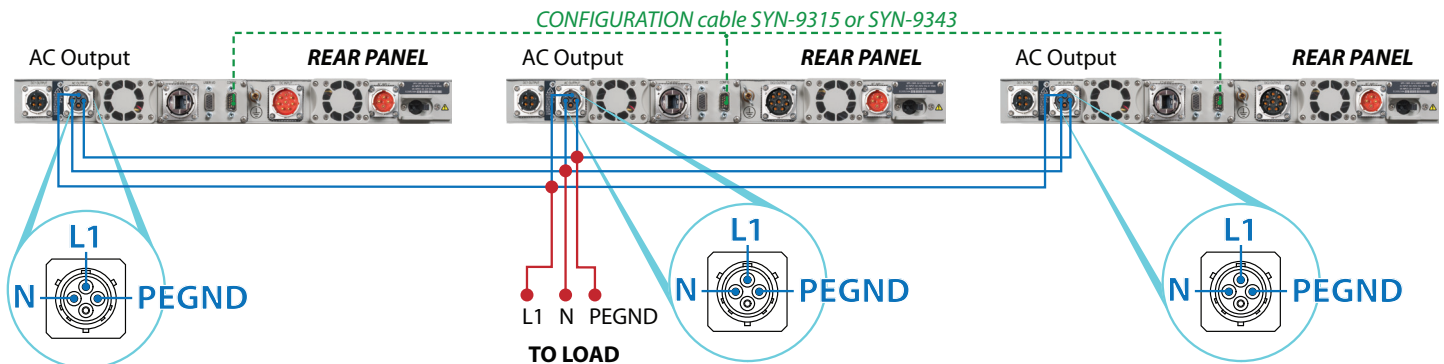 CONFIGURATION cable SYN-9315 or SYN-9343
AC Output
REAR PANEL
AC Output
REAR PANEL
AC Output
REAR PANEL
L1
N
PEGND
L1 N PEGND
TO LOAD
L1
N
PEGND
L1
N
PEGND